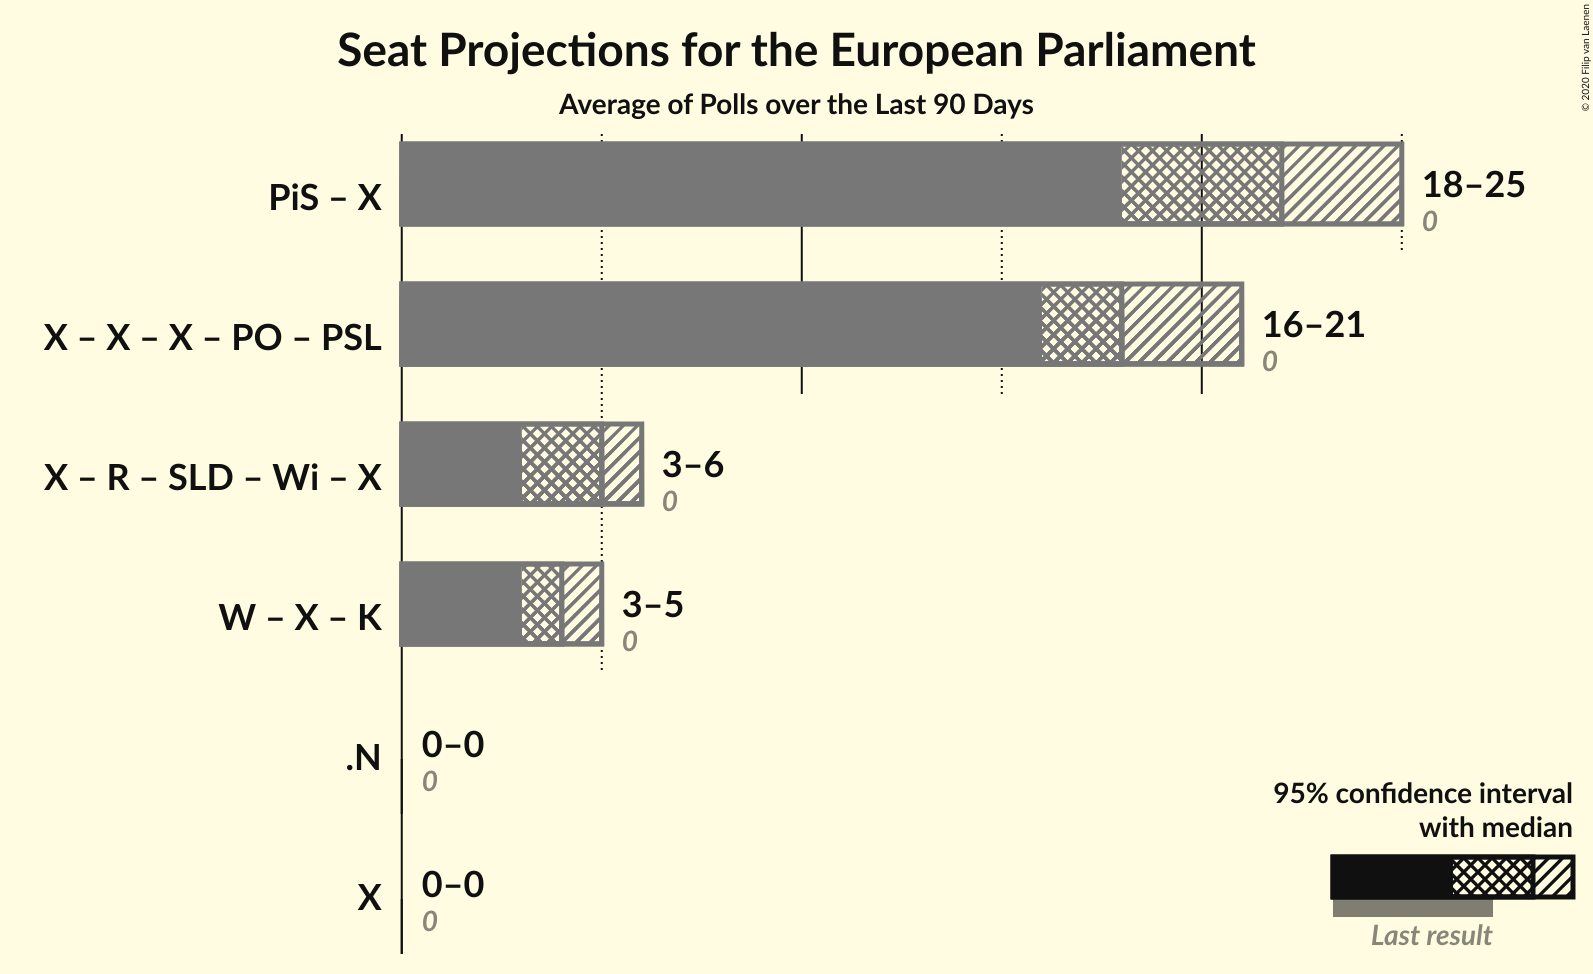 Seat Projections for the European Parliament
Average of Polls over the Last 90 Days
© 2020 Filip van Laenen
PiS – X
18–25
0
X – X – X – PO – PSL
16–21
0
X – R – SLD – Wi – X
3–6
0
W – X – K
3–5
0
.N
0–0
0
X
0–0
0
95% confidence interval
with median
Last result